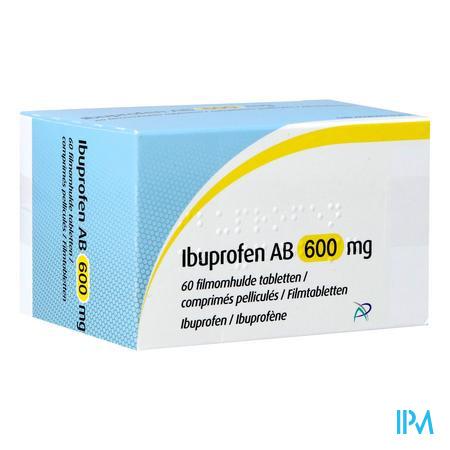 Ibuprofen AB 600 mg
60 filmomhulde tabletten /
comprimés pelliculés / Filmtabletten
Ibuprofen / Ibuprofène
Ibuprofen AB 600 mg
60 filmomhulde tabletten /
comprimés pelliculés / Filmtabletten
IPM